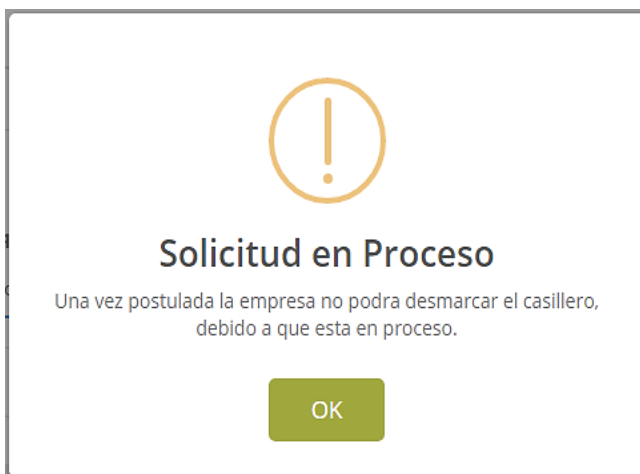 Solicitud en Proceso
Una vez postulada la empresa no podra desmarcar el casillero,
debido a que esta en proceso.
OK